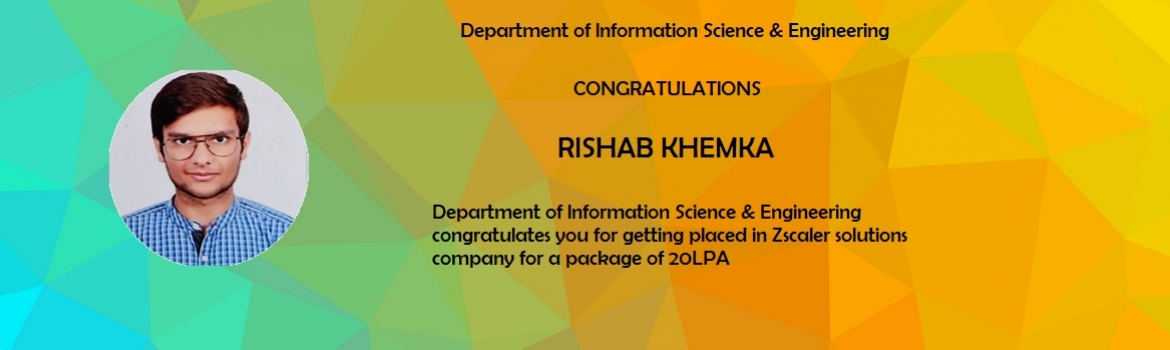 Department of Information Science & Engineering
CONGRATULATIONS
RISHAB KHEMKA
Department of Information Science & Engineering
congratulates you for getting placed in Zscaler solutions
company for a package of 20LPA